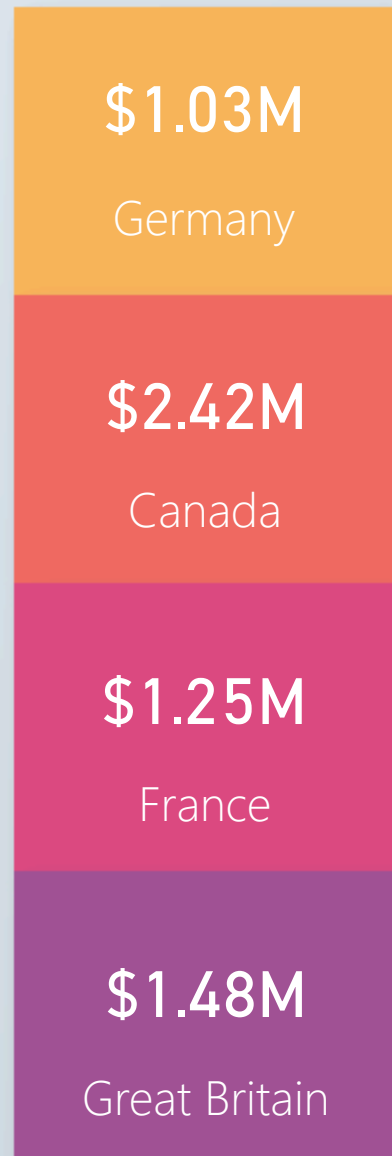 $1.03M
Germany
$2.42M
Canada
$1.25M
France
$1.48M
Great Britain